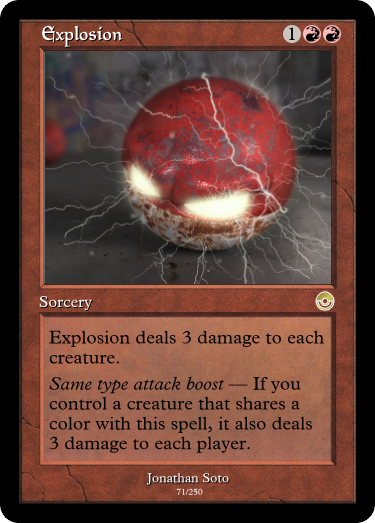 Explosion 1
Sorcery
Explosion deals 3 damage to each
creature.
Same type attack boost — If you
control a creature that shares a
color with this spell, it also deals
3 damage to each player.
Jonathan Soto
71/250